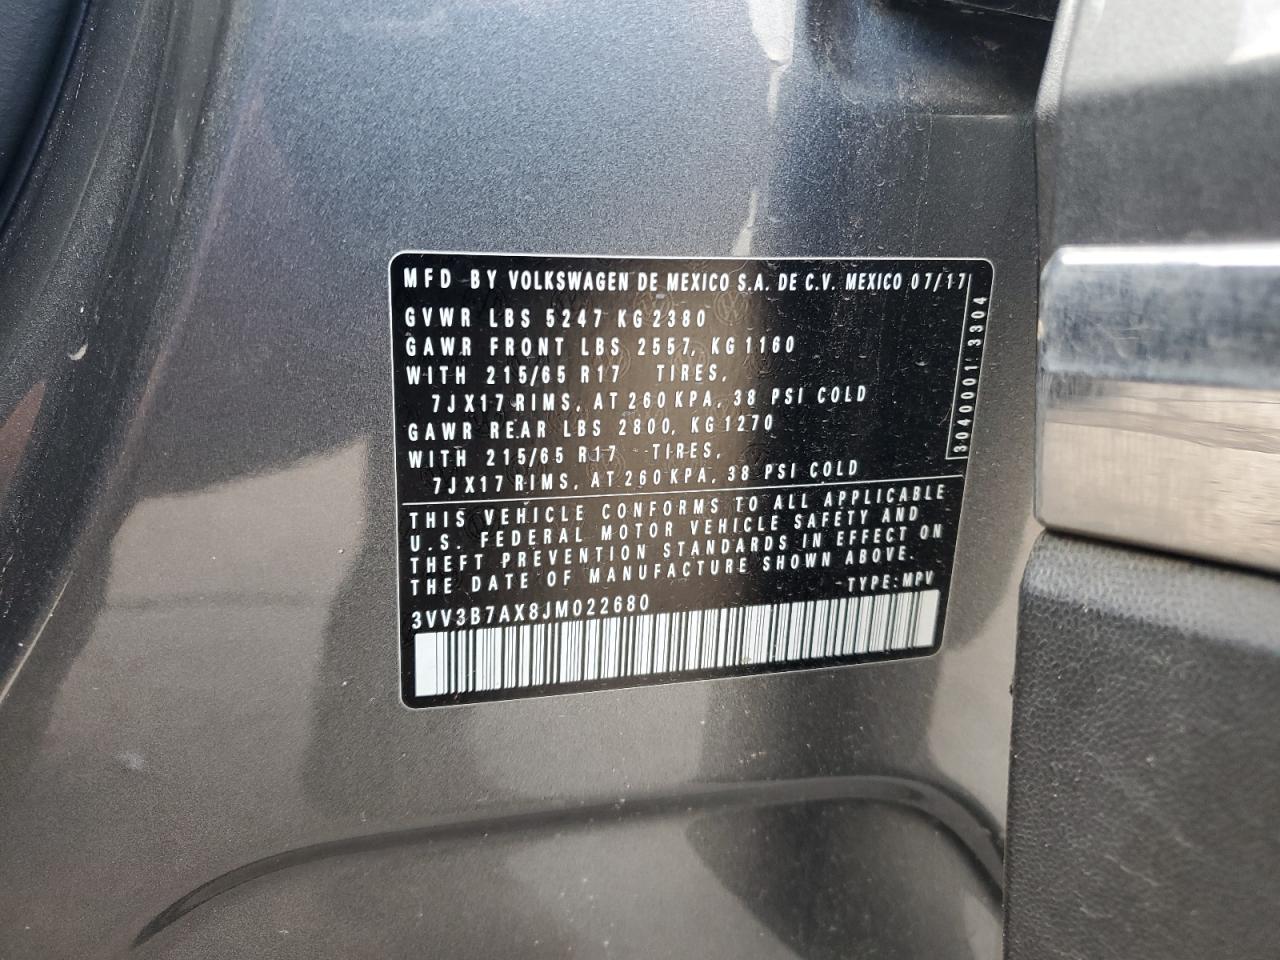 MFD BY VOLKSWAGEN DE MEXICO S.A. DE C.V. MEXICO 07/17
GVWR LBS 5247 KG 2380
GAWR FRONT LBS 2557, KG 1160
WITH 215/65 R17 TIRES,
7JX17 RIMS, AT 260 KPA, 38 PSI COLD
GAWR REAR LBS 2800, KG 1270
WITH 215/65 R17 TIRES,
7JX17 RIMS, AT 260 KPA, 38 PSI COLD
3040001 3304
THIS VEHICLE CONFORMS TO ALL APPLICABLE
U.S. FEDERAL MOTOR VEHICLE SAFETY AND
THEFT PREVENTION STANDARDS IN EFFECT ON
THE DATE OF MANUFACTURE SHOWN ABOVE.
TYPE: MPV
3VV3B7AX8JM022680